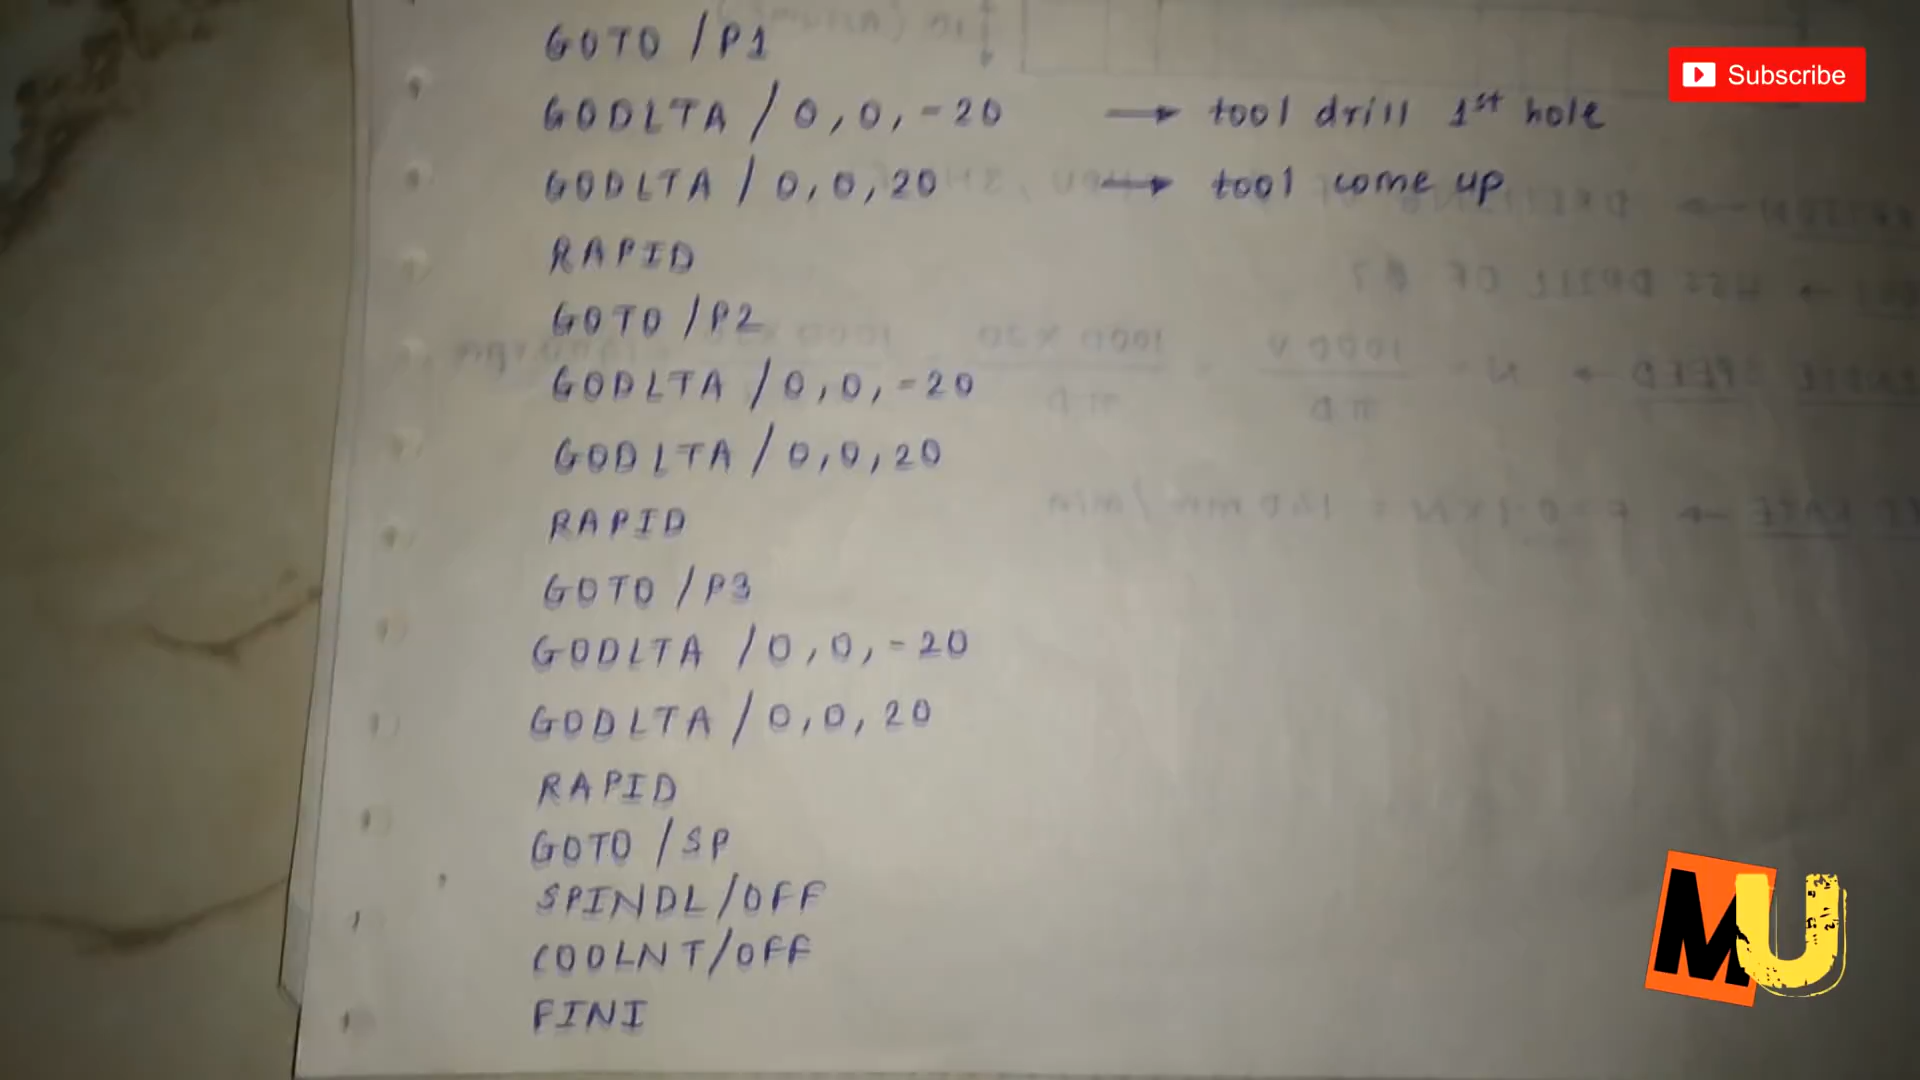 GOTO / P1
Subscribe
GODLTA / 0, 0, -20 → tool drill 1st hole
GODLTA / 0, 0, 20 → tool come up
RAPID
GOTO / P2
GODLTA / 0, 0, -20
GODLTA / 0, 0, 20
RAPID
GOTO / P3
GODLTA / 0, 0, -20
GODLTA / 0, 0, 20
RAPID
GOTO / SP
SPINDL / OFF
COOLNT / OFF
FINI
MU